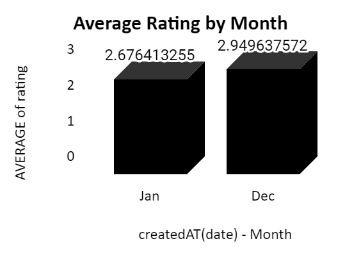 Average Rating by Month
3
2
1
0
AVERAGE of rating
2.676413255
2.949637572
Jan
Dec
createdAT(date) - Month